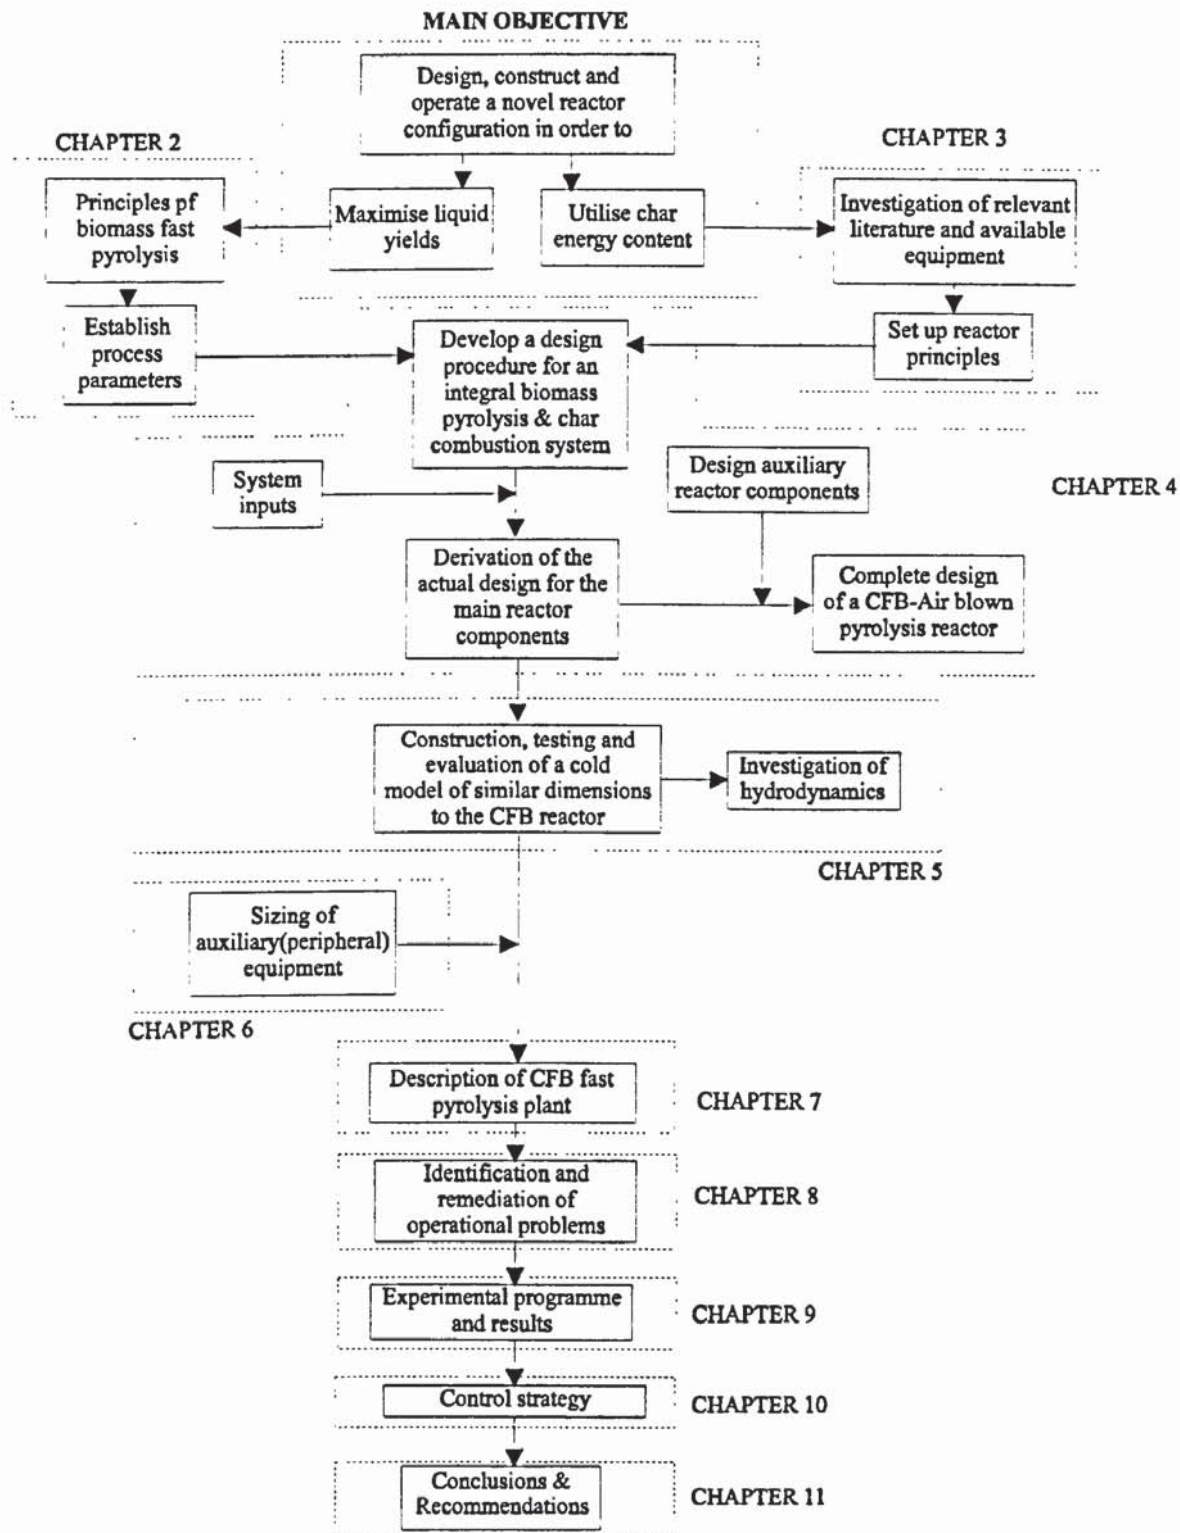 MAIN OBJECTIVE
Design, construct and
operate a novel reactor
configuration in order to
CHAPTER 2
CHAPTER 3
Principles pf
biomass fast
pyrolysis
Maximise liquid
yields
Utilise char
energy content
Investigation of relevant
literature and available
equipment
Establish
process
parameters
Develop a design
procedure for an
integral biomass
pyrolysis & char
combustion system
Set up reactor
principles
System
inputs
Design auxiliary
reactor components
CHAPTER 4
Derivation of the
actual design for the
main reactor
components
Complete design
of a CFB-Air blown
pyrolysis reactor
Construction, testing and
evaluation of a cold
model of similar dimensions
to the CFB reactor
Investigation of
hydrodynamics
CHAPTER 5
Sizing of
auxiliary(peripheral)
equipment
CHAPTER 6
Description of CFB fast
pyrolysis plant
CHAPTER 7
Identification and
remediation of
operational problems
CHAPTER 8
Experimental programme
and results
CHAPTER 9
Control strategy
CHAPTER 10
Conclusions &
Recommendations
CHAPTER 11